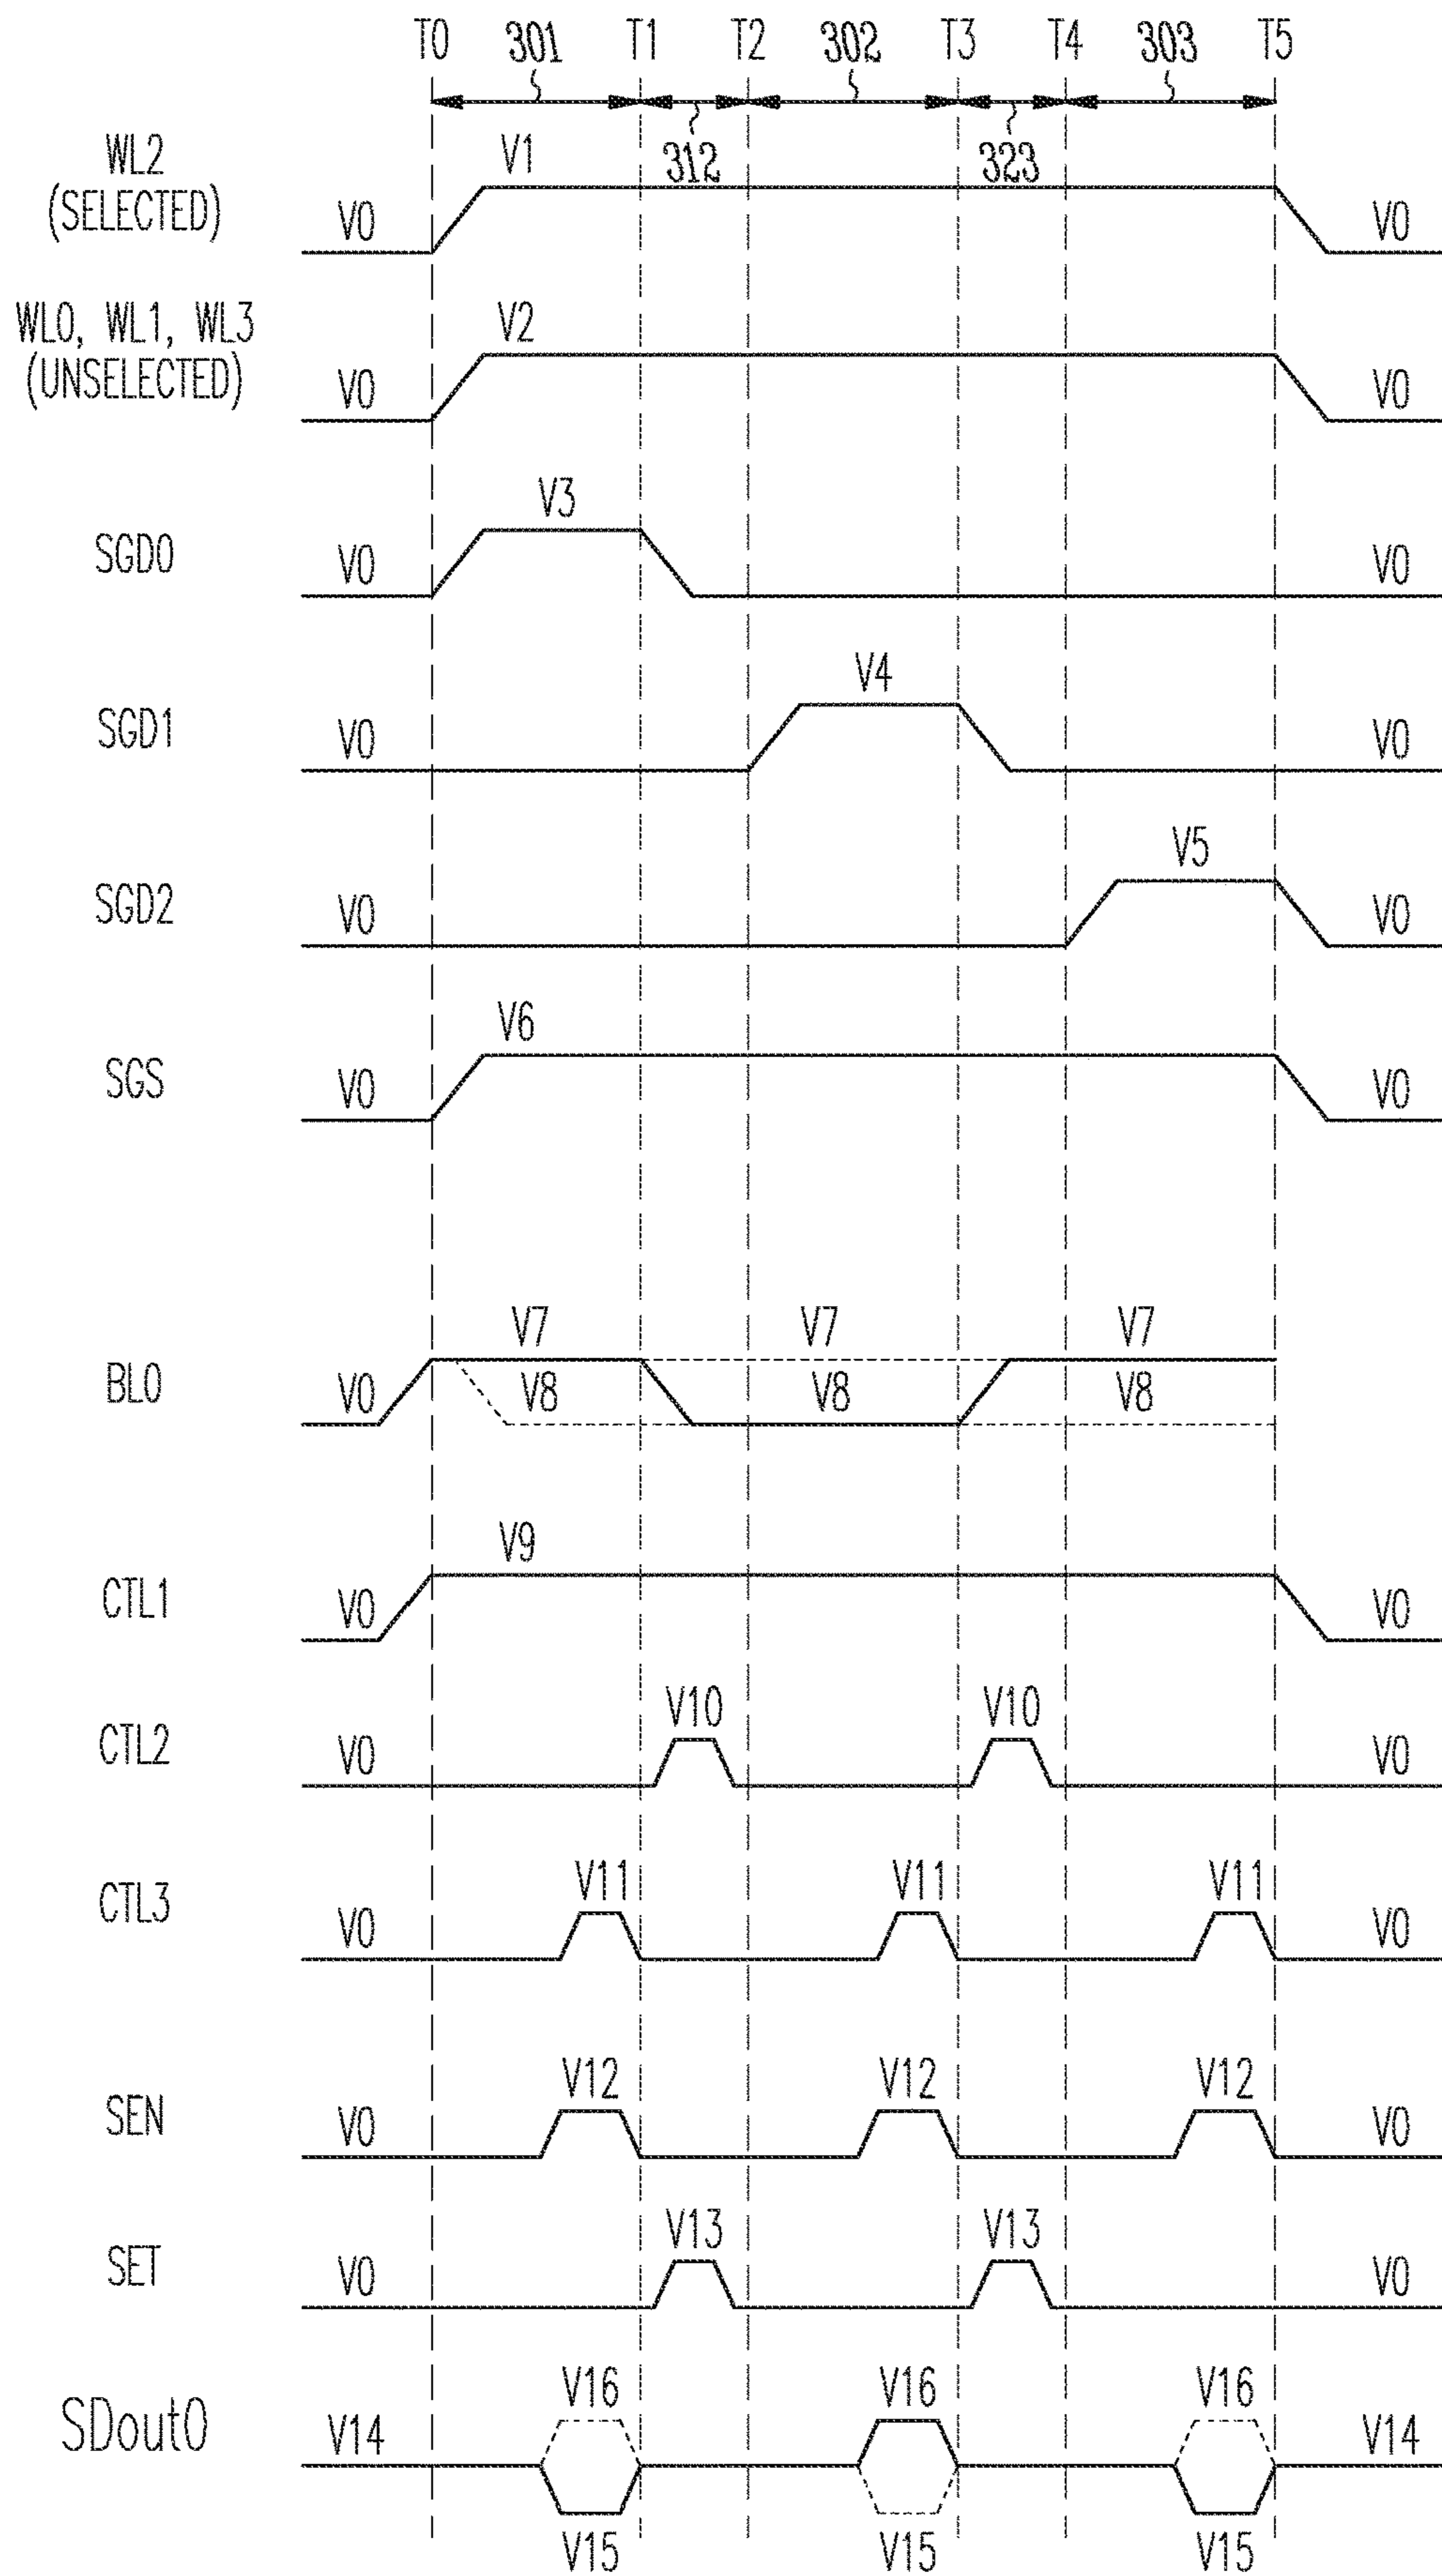 T0 301 T1 T2 302 T3 T4 303 T5
312 323
WL2
(SELECTED)
V0 V1 V0
WL0, WL1, WL3
(UNSELECTED)
V0 V2 V0
SGD0
V0 V3 V0
SGD1
V0 V4 V0
SGD2
V0 V5 V0
SGS
V0 V6 V0
V7 V7 V7
BL0
V0 V8 V8 V8
CTL1
V0 V9 V0
CTL2
V0 V10 V10 V0
CTL3
V0 V11 V11 V11 V0
SEN
V0 V12 V12 V12 V0
SET
V0 V13 V13 V0
SDout0
V14 V16 V16 V16 V14
V15 V15 V15